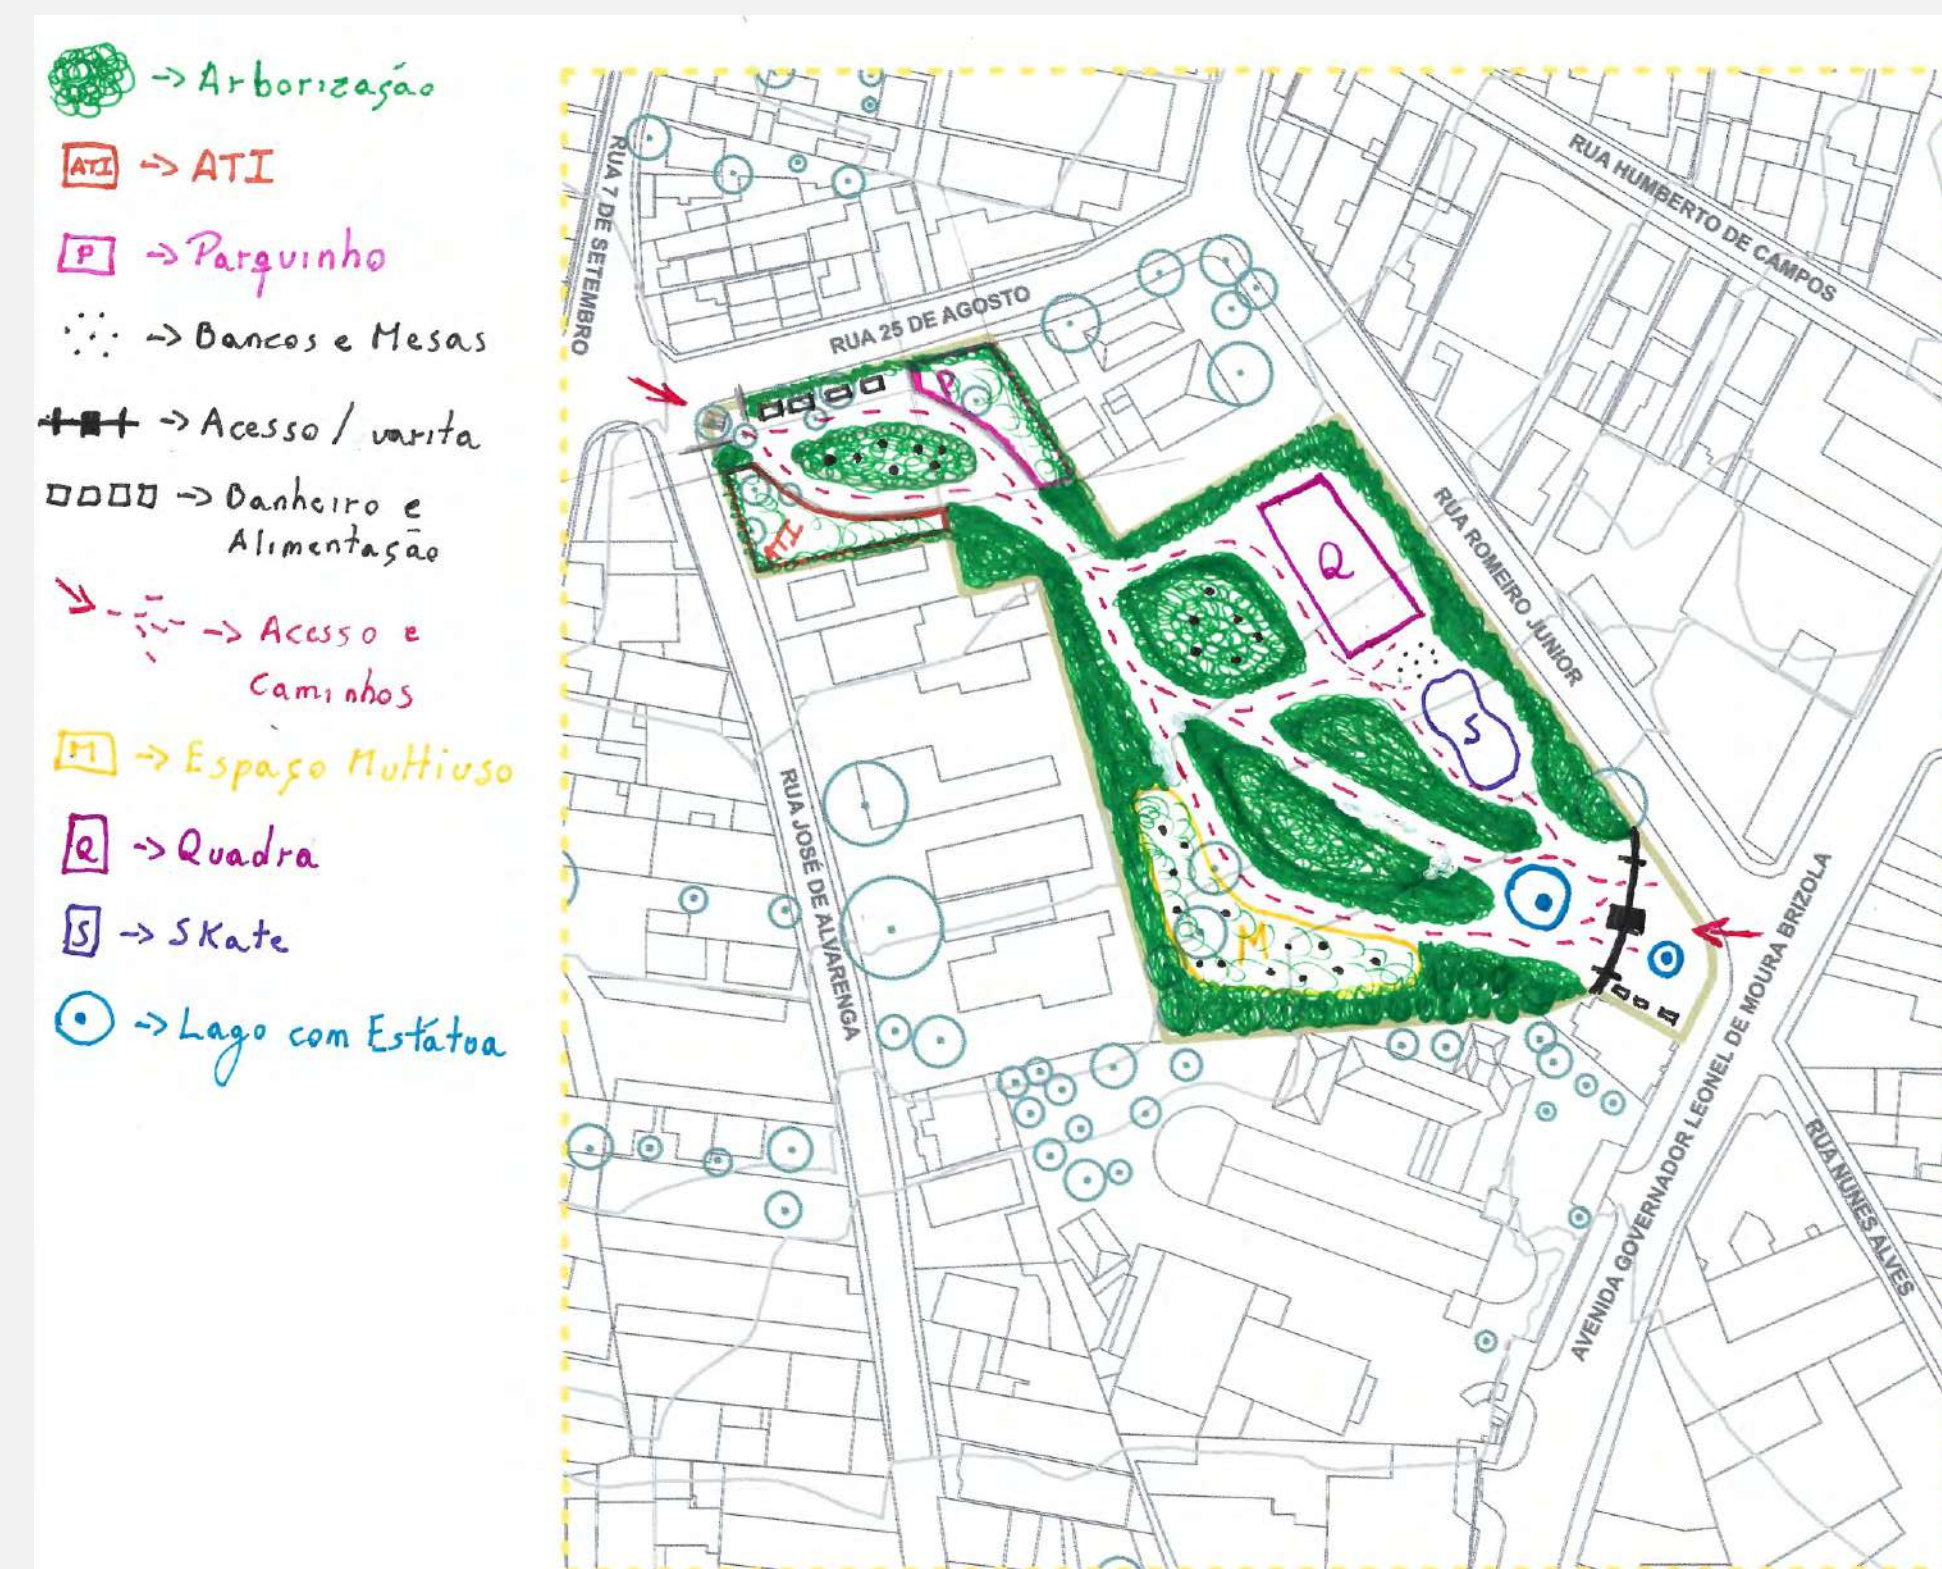 -> Arborização
ATI -> ATI
P -> Parquinho
-> Bancos e Mesas
-> Acesso / varita
-> Banheiro e
Alimentação
-> Acesso e
Caminhos
M -> Espaço Multiuso
Q -> Quadra
S -> Skate
-> Lago com Estátua
RUA 7 DE SETEMBRO
RUA 25 DE AGOSTO
RUA HUMBERTO DE CAMPOS
RUA ROMEIRO JUNIOR
RUA JOSÉ DE ALVARENGA
AVENIDA GOVERNADOR LEONEL DE MOURA BRIZOLA
RUA NUNES ALVES
P
ATI
Q
S
M